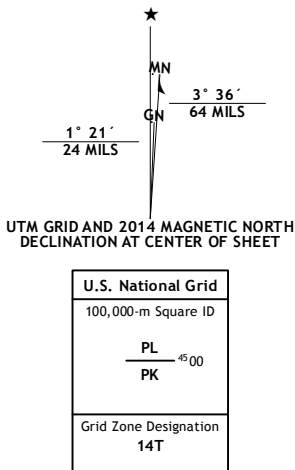 MN
GN
3° 36´
64 MILS
1° 21´
24 MILS
UTM GRID AND 2014 MAGNETIC NORTH
DECLINATION AT CENTER OF SHEET
U.S. National Grid
100,000-m Square ID
PL
4500
PK
Grid Zone Designation
14T